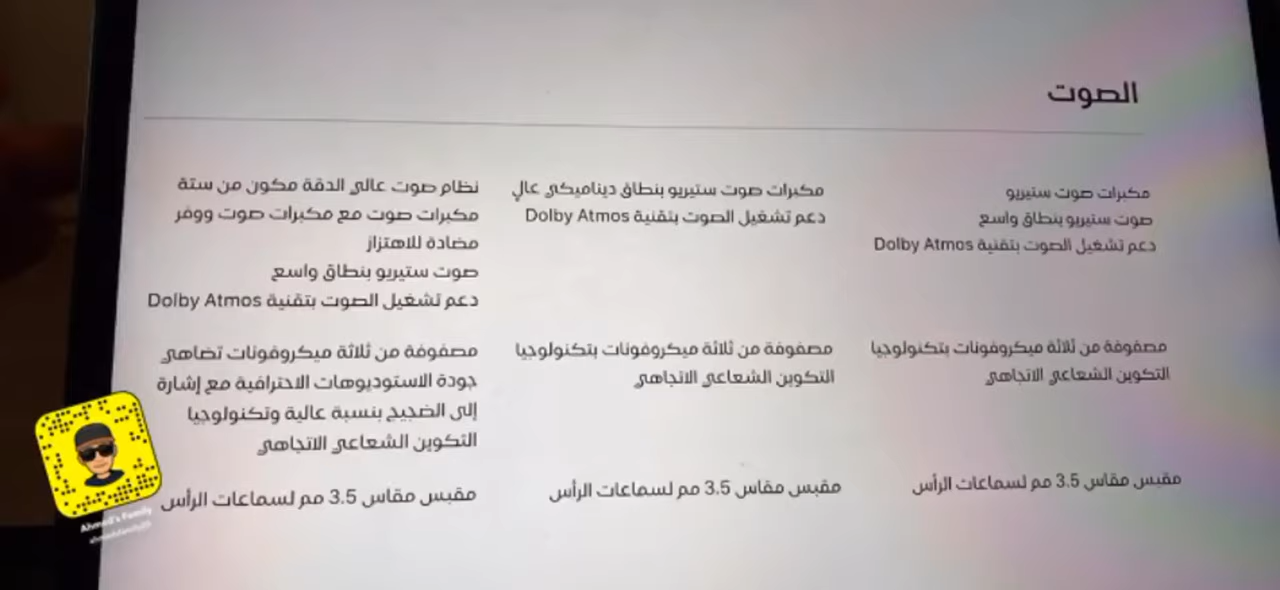 الصوت
مكبرات صوت ستيريو
صوت ستيريو بنطاق واسع
دعم تشغيل الصوت بتقنية Dolby Atmos
مكبرات صوت ستيريو بنطاق ديناميكي عالٍ
دعم تشغيل الصوت بتقنية Dolby Atmos
نظام صوت عالي الدقة مكون من ستة
مكبرات صوت مع مكبرات صوت ووفر
مضادة للاهتزاز
صوت ستيريو بنطاق واسع
دعم تشغيل الصوت بتقنية Dolby Atmos
مصفوفة من ثلاثة ميكروفونات بتكنولوجيا
التكوين الشعاعي الاتجاهي
مصفوفة من ثلاثة ميكروفونات بتكنولوجيا
التكوين الشعاعي الاتجاهي
مصفوفة من ثلاثة ميكروفونات تضاهي
جودة الاستوديوهات الاحترافية مع إشارة
إلى الضجيج بنسبة عالية وتكنولوجيا
التكوين الشعاعي الاتجاهي
مقبس مقاس 3.5 مم لسماعات الرأس
مقبس مقاس 3.5 مم لسماعات الرأس
مقبس مقاس 3.5 مم لسماعات الرأس
Ahmed's Family